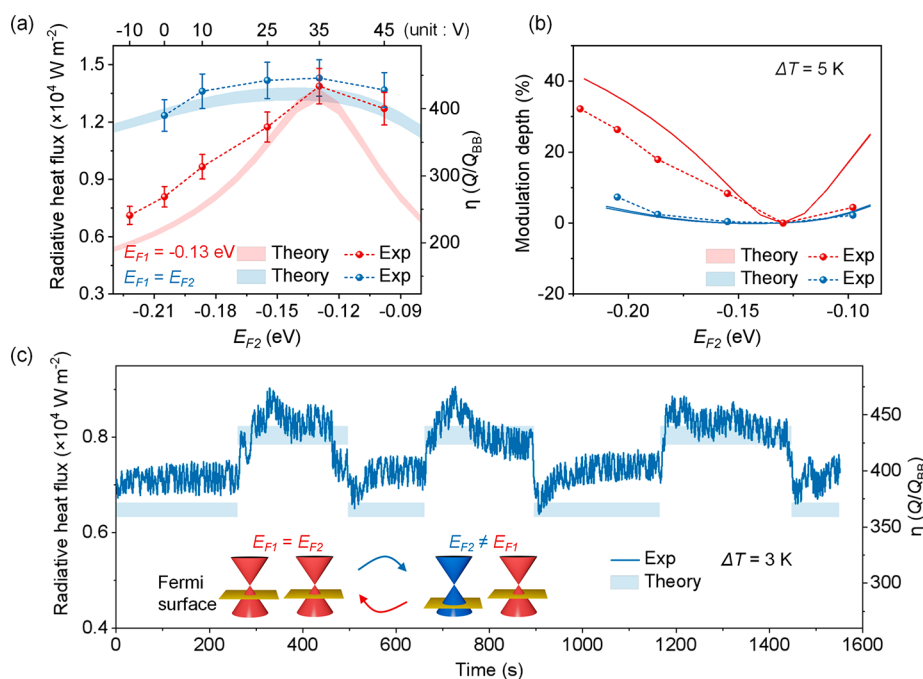 (a)
-10 0 10 25 35 45 (unit : V)
Radiative heat flux (×10⁴ W m⁻²)
1.5
1.2
0.9
0.6
0.3
400
300
200
η (Q/Q_BB)
E_F1 = -0.13 eV Theory Exp
E_F1 = E_F2 Theory Exp
-0.21 -0.18 -0.15 -0.12 -0.09
E_F2 (eV)
(b)
ΔT = 5 K
Modulation depth (%)
40
20
0
-20
Theory Exp
Theory Exp
-0.20 -0.15 -0.10
E_F2 (eV)
(c)
Radiative heat flux (×10⁴ W m⁻²)
0.8
0.6
0.4
450
400
350
300
η (Q/Q_BB)
E_F1 = E_F2
E_F2 ≠ E_F1
Fermi
surface
Exp
Theory
ΔT = 3 K
0 200 400 600 800 1000 1200 1400 1600
Time (s)